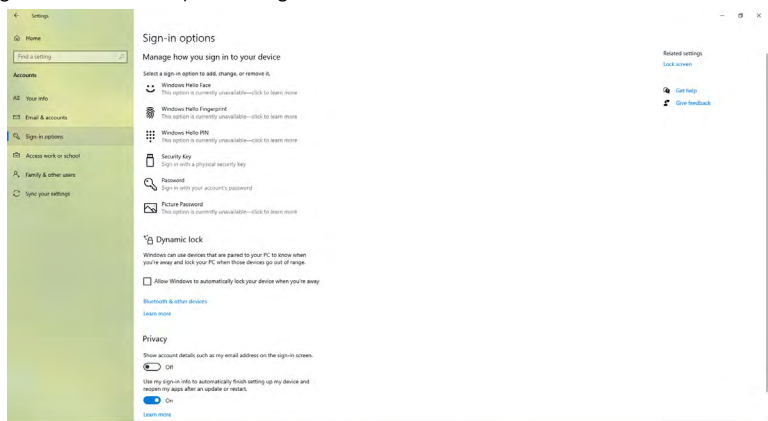 Settings
Home
Find a setting
Accounts
Your info
Email & accounts
Sign-in options
Access work or school
Family & other users
Sync your settings
Sign-in options
Manage how you sign in to your device
Select a sign-in option to add, change, or remove it.
Windows Hello Face
This option is currently unavailable—click to learn more
Windows Hello Fingerprint
This option is currently unavailable—click to learn more
Windows Hello PIN
This option is currently unavailable—click to learn more
Security Key
Sign in with a physical security key
Password
Sign in with your account's password
Picture Password
This option is currently unavailable—click to learn more
Dynamic lock
Windows can use devices that are paired to your PC to know when
you're away and lock your PC when those devices go out of range.
Allow Windows to automatically lock your device when you're away
Bluetooth & other devices
Learn more
Privacy
Show account details such as my email address on the sign-in screen.
Off
Use my sign-in info to automatically finish setting up my device and
reopen my apps after an update or restart.
On
Learn more
Related settings
Lock screen
Get help
Give feedback